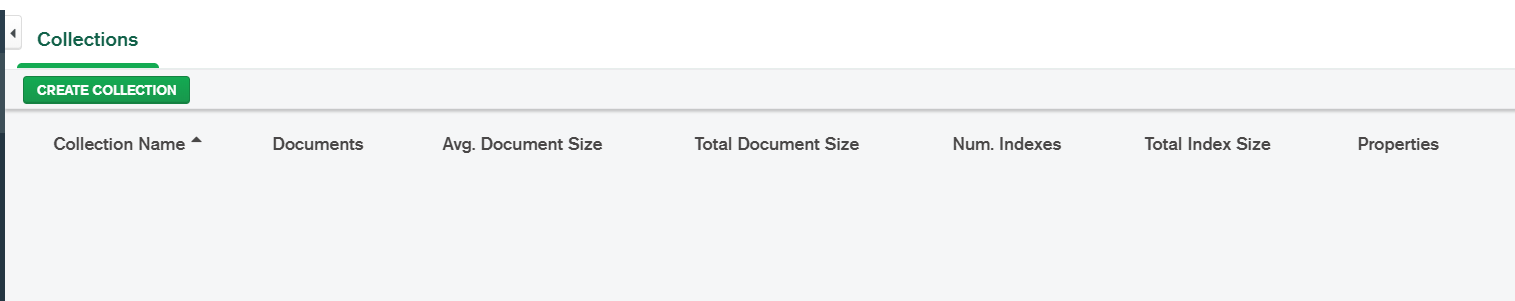 Collections
CREATE COLLECTION
Collection Name Documents Avg. Document Size Total Document Size Num. Indexes Total Index Size Properties